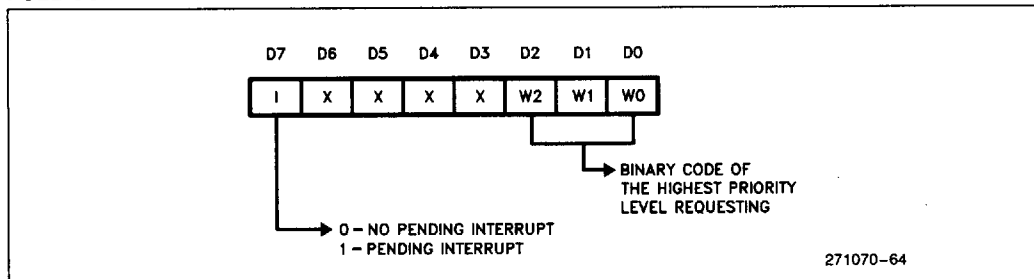 D7 D6 D5 D4 D3 D2 D1 D0
I X X X X W2 W1 W0
BINARY CODE OF
THE HIGHEST PRIORITY
LEVEL REQUESTING
0 – NO PENDING INTERRUPT
1 – PENDING INTERRUPT
271070–64